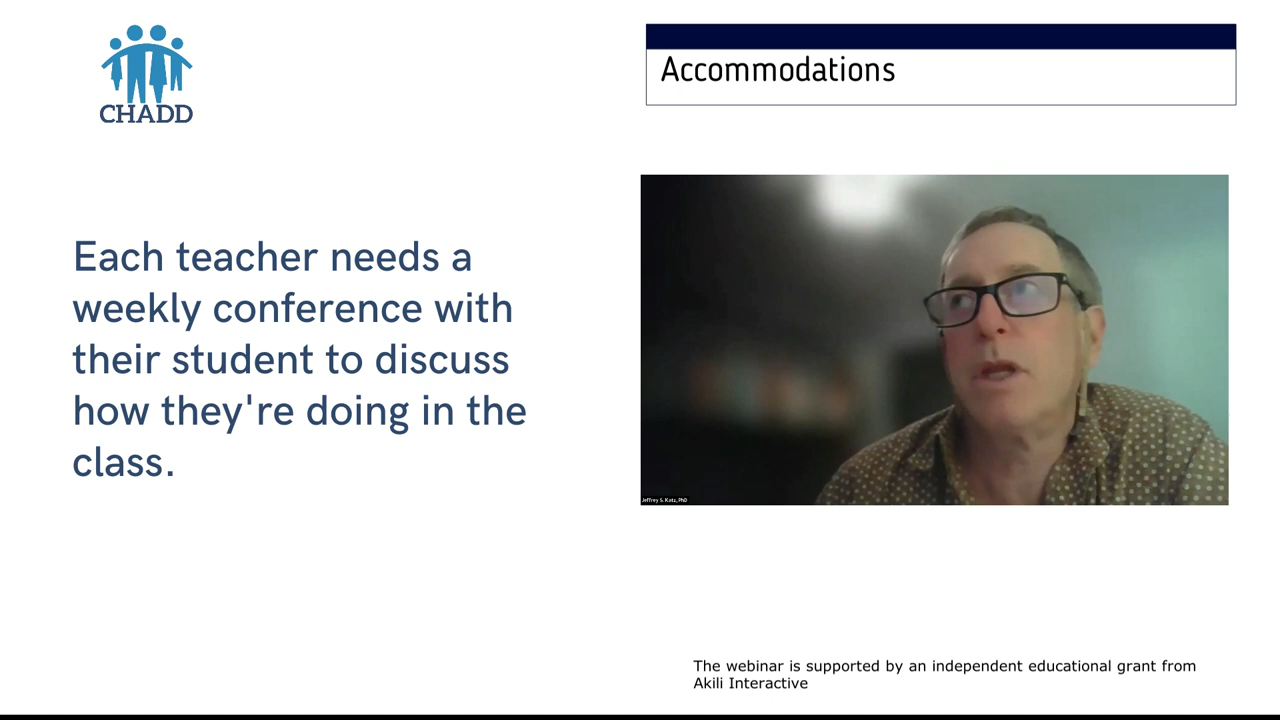 CHADD
Accommodations
Each teacher needs a
weekly conference with
their student to discuss
how they're doing in the
class.
Jeffrey S. Katz, PhD
The webinar is supported by an independent educational grant from
Akili Interactive